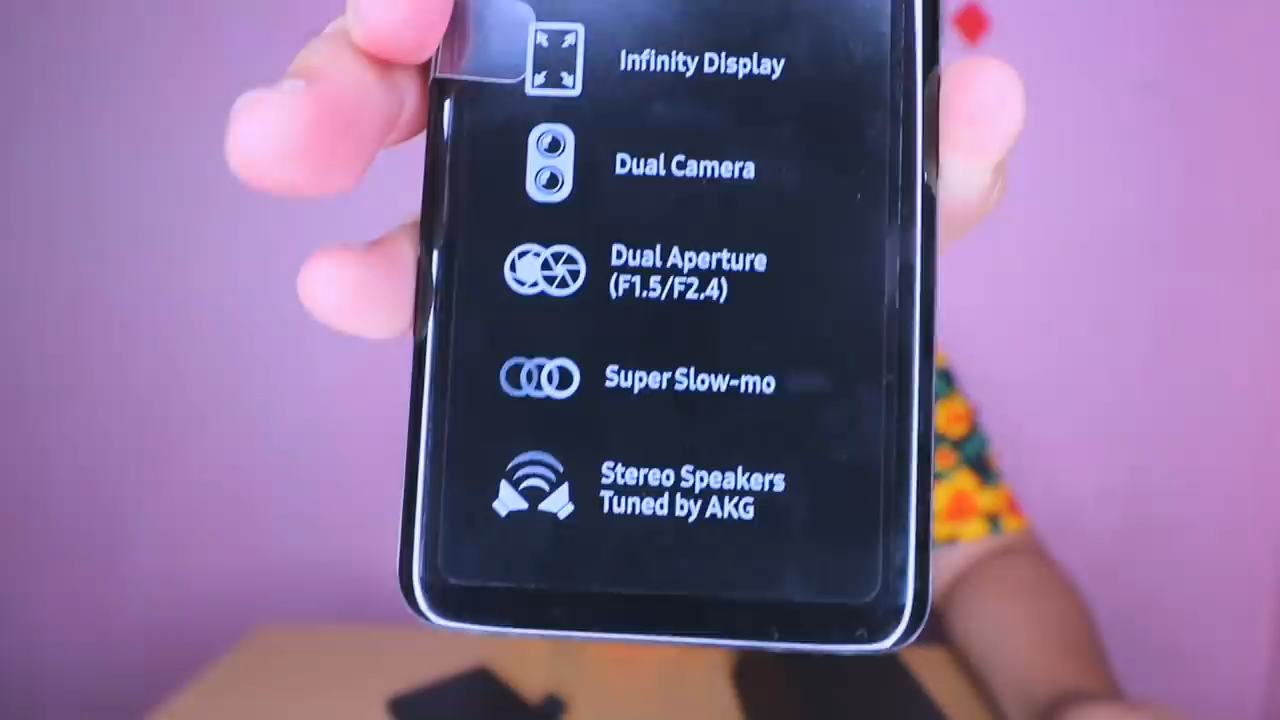 Infinity Display
Dual Camera
Dual Aperture
(F1.5/F2.4)
Super Slow-mo
Stereo Speakers
Tuned by AKG